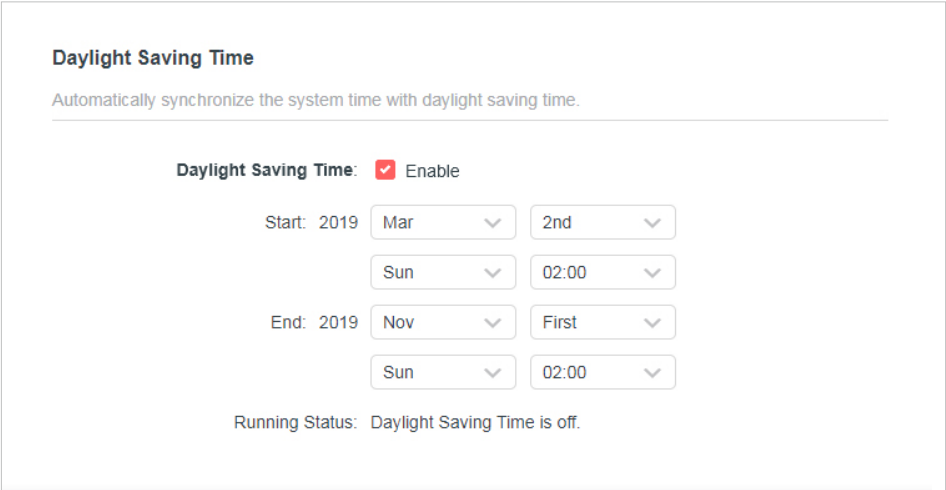 Daylight Saving Time
Automatically synchronize the system time with daylight saving time.
Daylight Saving Time: Enable
Start: 2019 Mar 2nd
Sun 02:00
End: 2019 Nov First
Sun 02:00
Running Status: Daylight Saving Time is off.